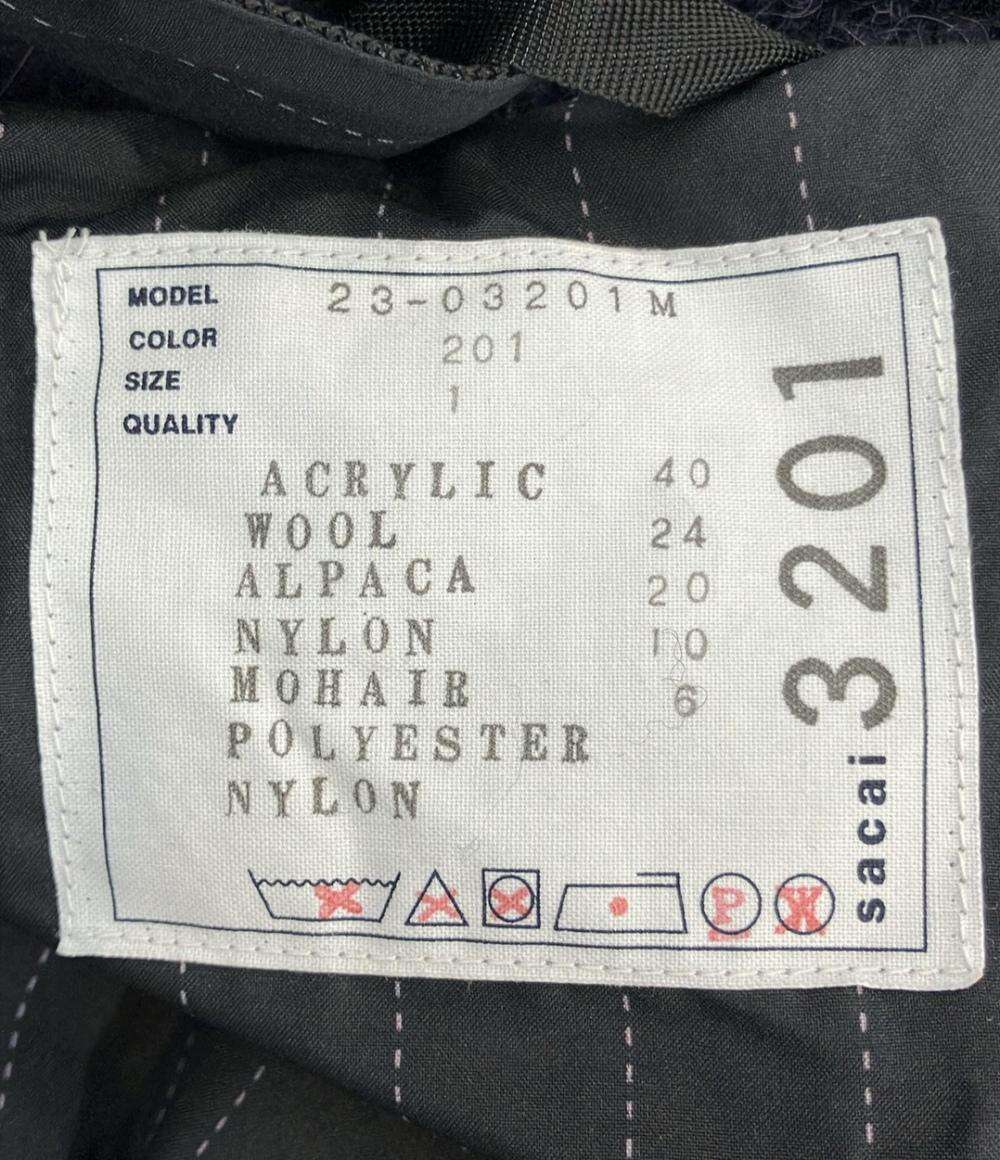 MODEL 23-03201M
COLOR 201
SIZE 1
QUALITY
ACRYLIC 40
WOOL 24
ALPACA 20
NYLON 10
MOHAIR 6
POLYESTER
NYLON
P W
sacai 3201